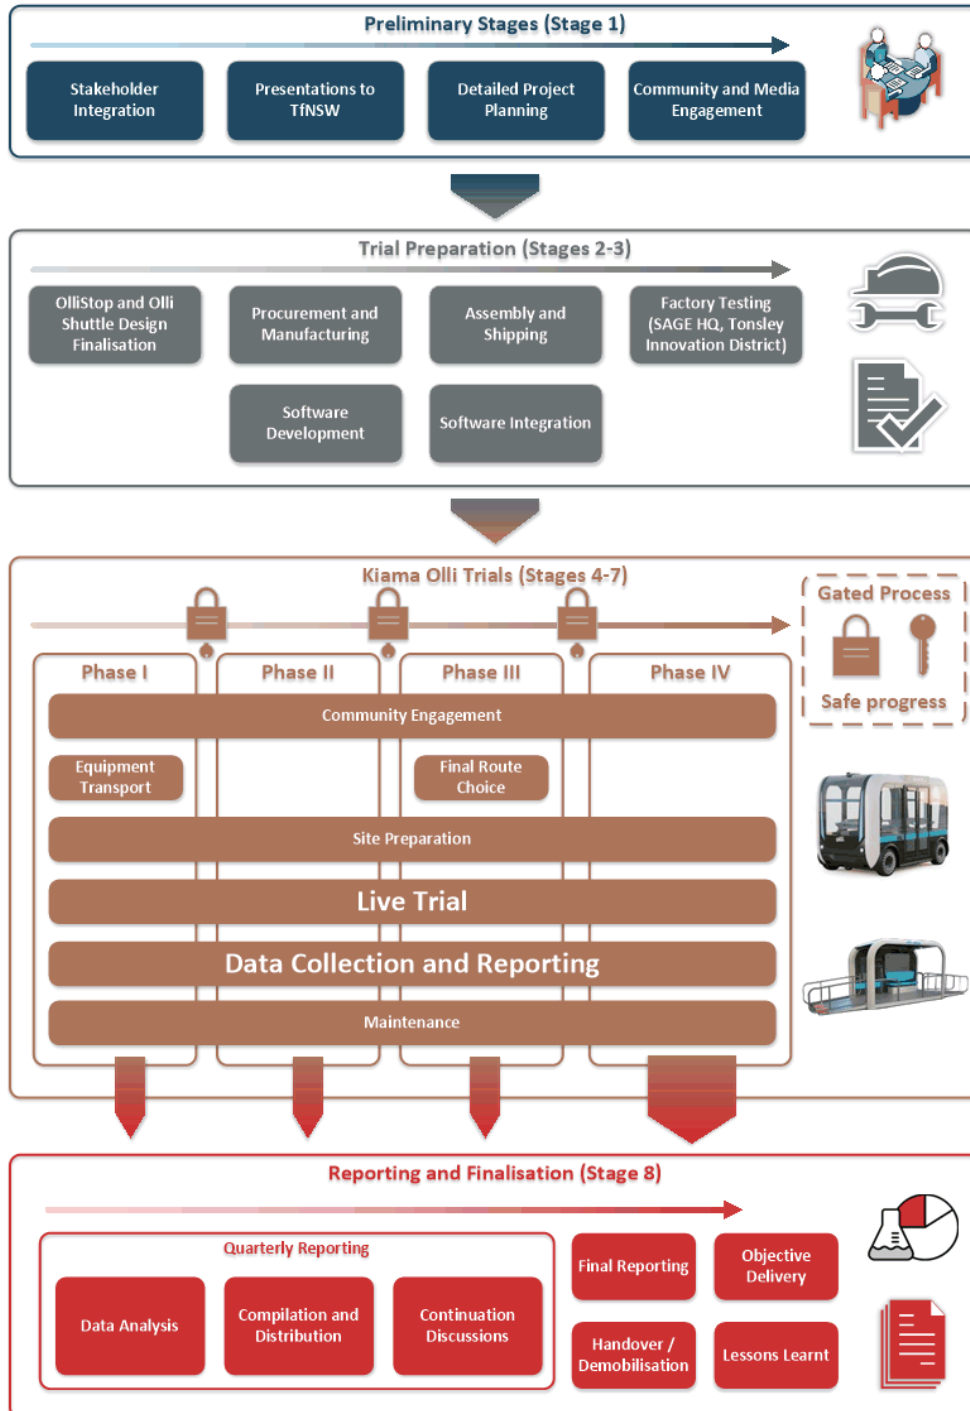 Preliminary Stages (Stage 1)
Stakeholder
Integration
Presentations to
TfNSW
Detailed Project
Planning
Community and Media
Engagement
Trial Preparation (Stages 2-3)
OlliStop and Olli
Shuttle Design
Finalisation
Procurement and
Manufacturing
Assembly and
Shipping
Factory Testing
(SAGE HQ, Tonsley
Innovation District)
Software
Development
Software Integration
Kiama Olli Trials (Stages 4-7)
Gated Process
Safe progress
Phase I
Phase II
Phase III
Phase IV
Community Engagement
Equipment
Transport
Final Route
Choice
Site Preparation
Live Trial
Data Collection and Reporting
Maintenance
Reporting and Finalisation (Stage 8)
Quarterly Reporting
Data Analysis
Compilation and
Distribution
Continuation
Discussions
Final Reporting
Objective
Delivery
Handover /
Demobilisation
Lessons Learnt